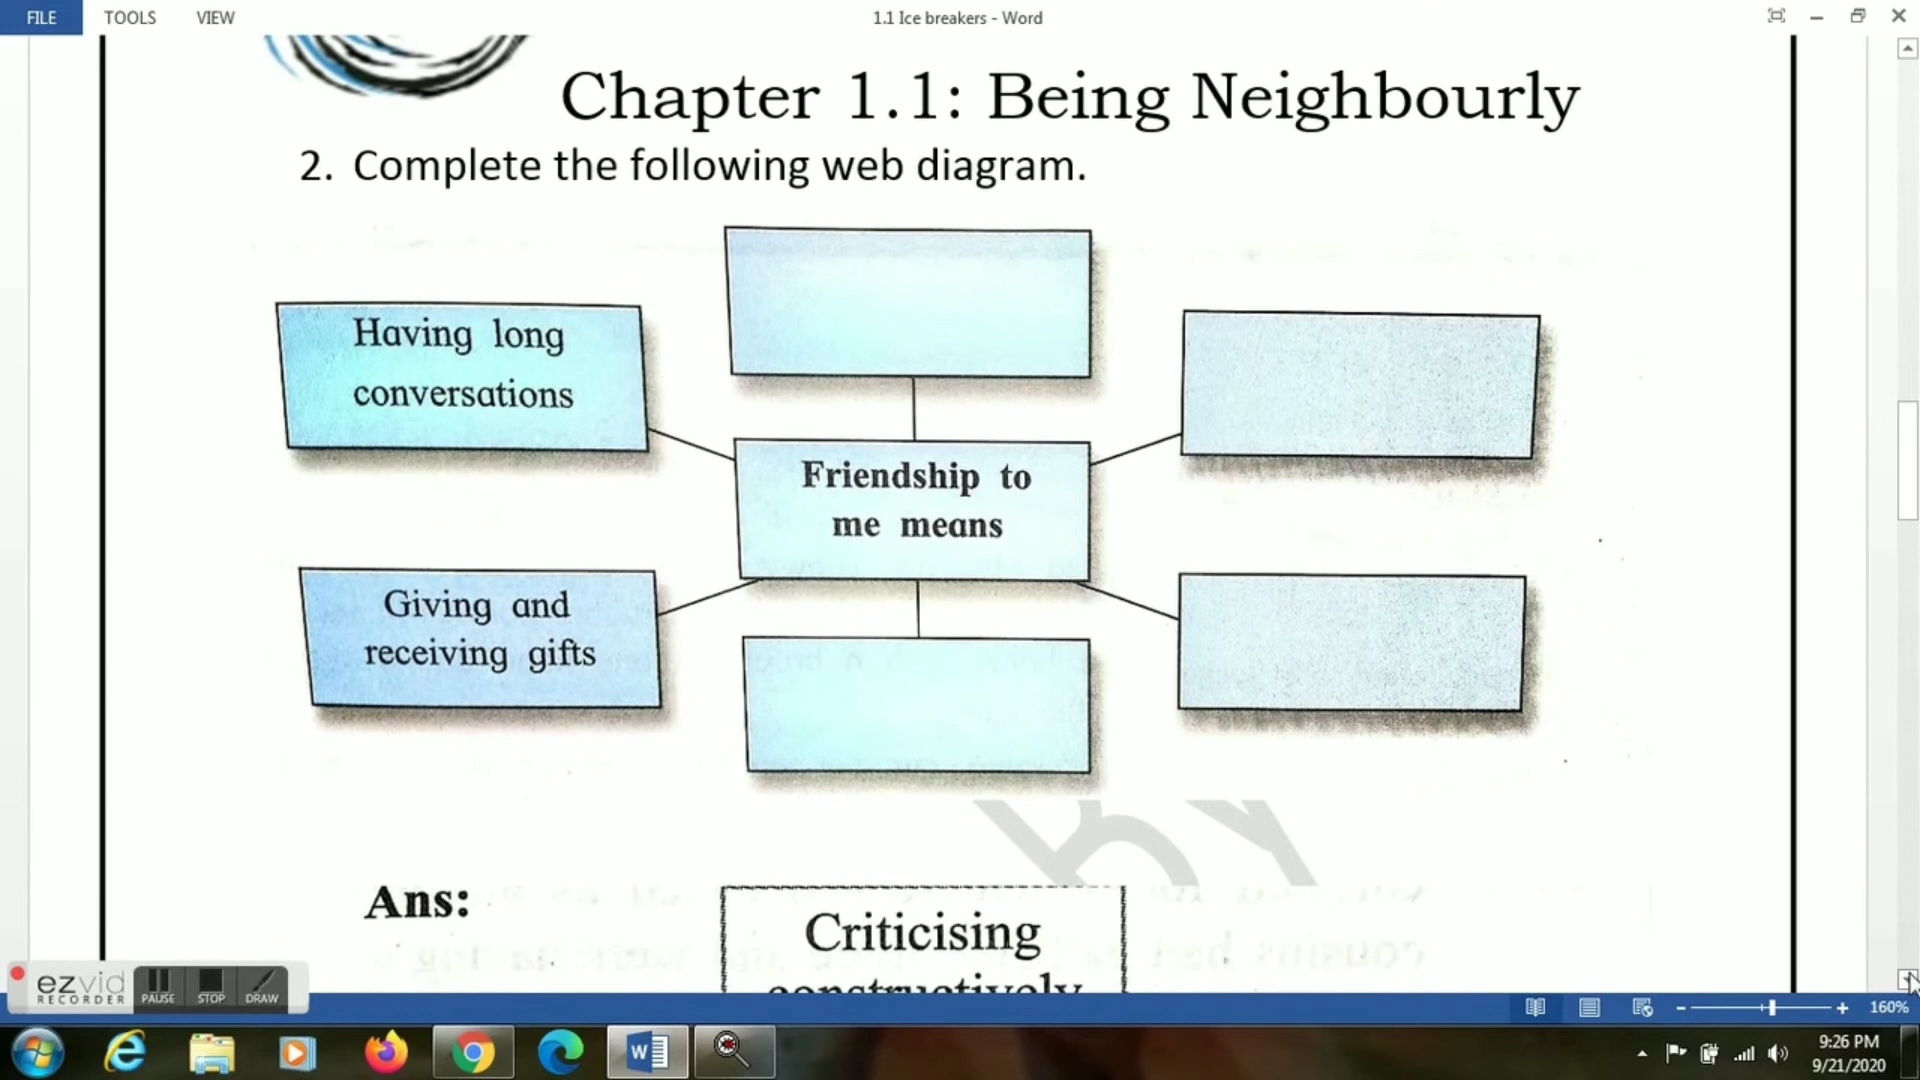 FILE TOOLS VIEW 1.1 Ice breakers - Word
Chapter 1.1: Being Neighbourly
2. Complete the following web diagram.
Having long
conversations
Friendship to
me means
Giving and
receiving gifts
Ans:
Criticising
constructively
ezvid
RECORDER
PAUSE STOP DRAW
160%
9:26 PM
9/21/2020